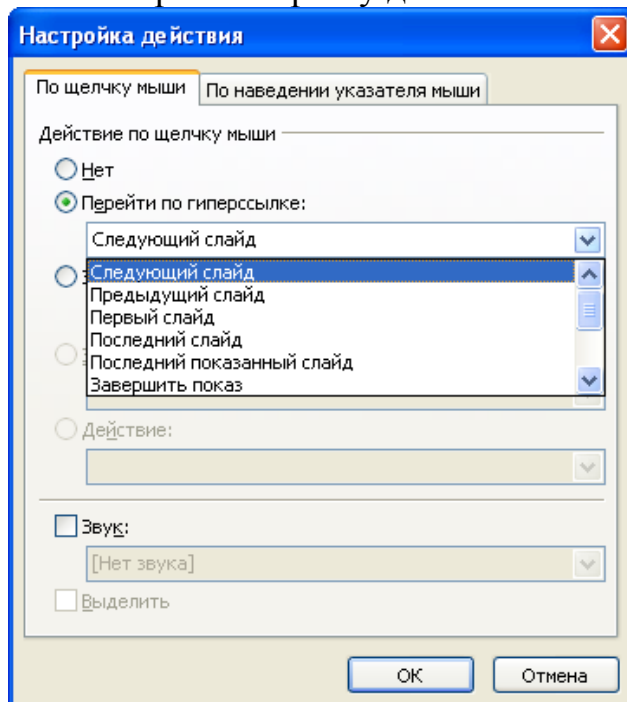 Настройка действия
По щелчку мыши
По наведении указателя мыши
Действие по щелчку мыши
Нет
Перейти по гиперссылке:
Следующий слайд
Следующий слайд
Предыдущий слайд
Первый слайд
Последний слайд
Последний показанный слайд
Завершить показ
Действие:
Звук:
[Нет звука]
Выделить
ОК
Отмена